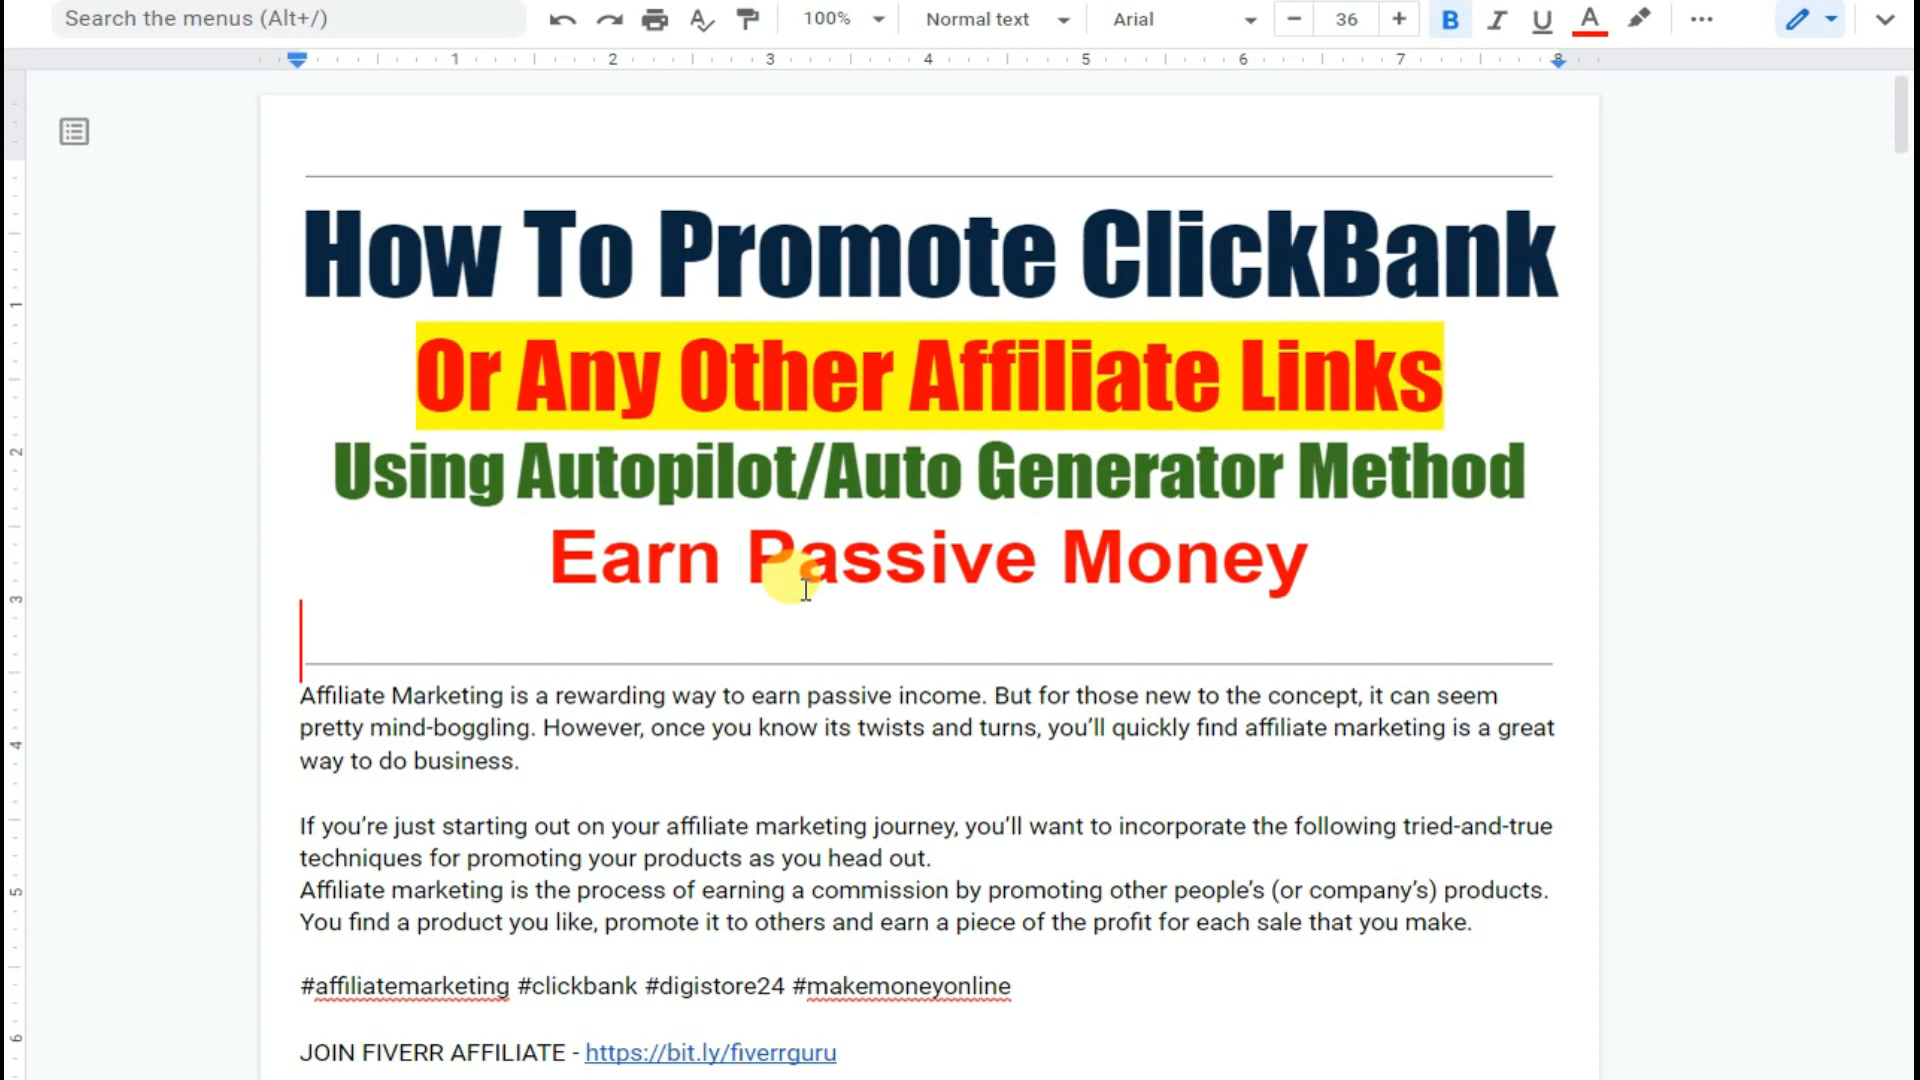 Search the menus (Alt+/)
100%
Normal text
Arial
36
B
I
U
A
1
2
3
4
5
6
7
8
How To Promote ClickBank
Or Any Other Affiliate Links
Using Autopilot/Auto Generator Method
Earn Passive Money
Affiliate Marketing is a rewarding way to earn passive income. But for those new to the concept, it can seem
pretty mind-boggling. However, once you know its twists and turns, you’ll quickly find affiliate marketing is a great
way to do business.
If you’re just starting out on your affiliate marketing journey, you’ll want to incorporate the following tried-and-true
techniques for promoting your products as you head out.
Affiliate marketing is the process of earning a commission by promoting other people’s (or company’s) products.
You find a product you like, promote it to others and earn a piece of the profit for each sale that you make.
#affiliatemarketing #clickbank #digistore24 #makemoneyonline
JOIN FIVERR AFFILIATE - https://bit.ly/fiverrguru
1
2
3
4
5
6